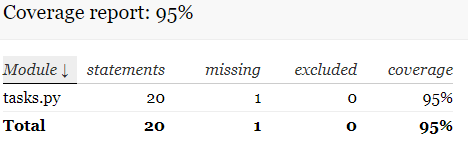 Coverage report: 95%
Module ↓ statements missing excluded coverage
tasks.py 20 1 0 95%
Total 20 1 0 95%